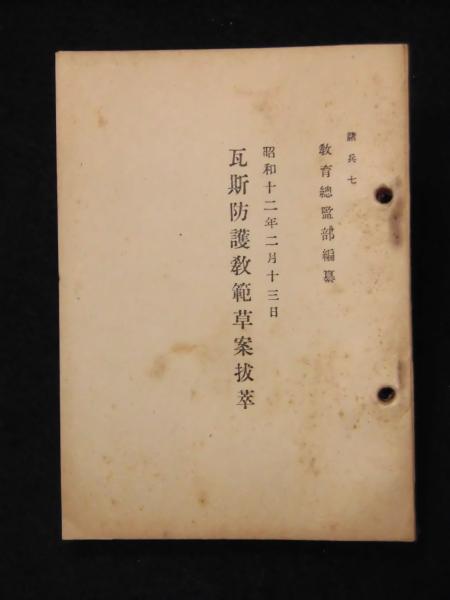 諸兵七
教育總監部編纂
昭和十二年二月十三日
瓦斯防護教範草案抜萃